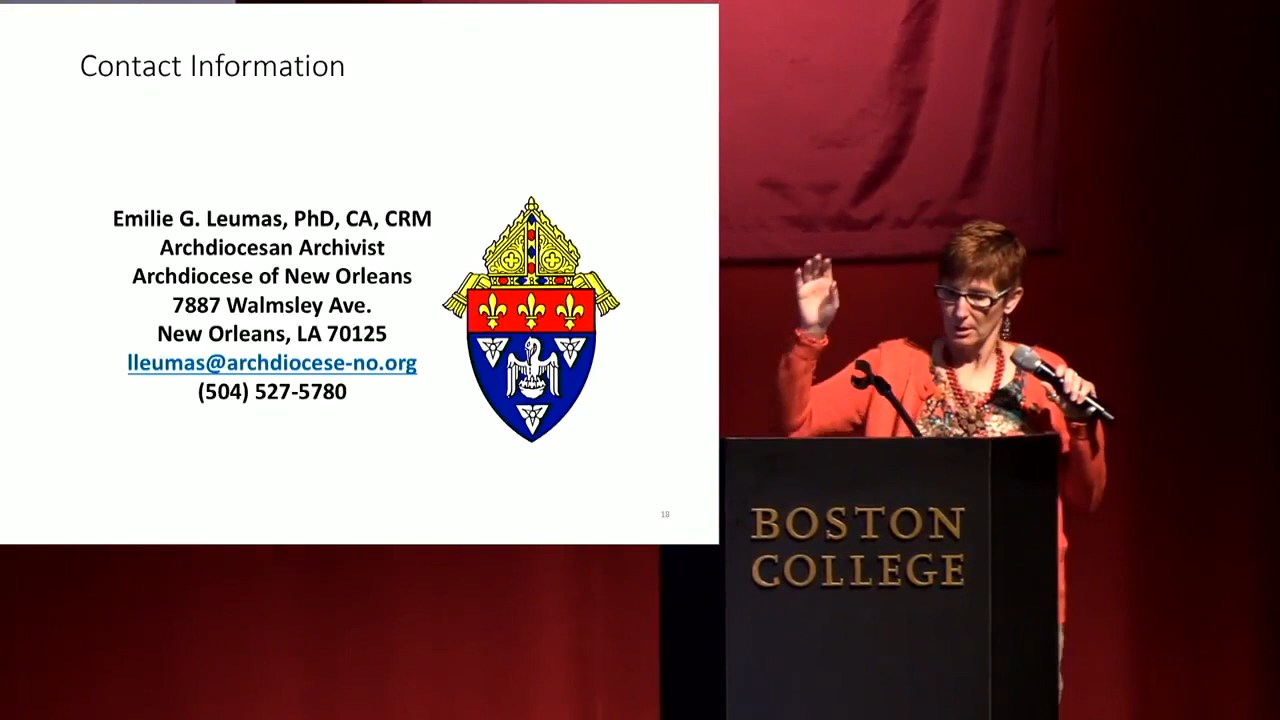 Contact Information
Emilie G. Leumas, PhD, CA, CRM
Archdiocesan Archivist
Archdiocese of New Orleans
7887 Walmsley Ave.
New Orleans, LA 70125
lleumas@archdiocese-no.org
(504) 527-5780
18
BOSTON
COLLEGE